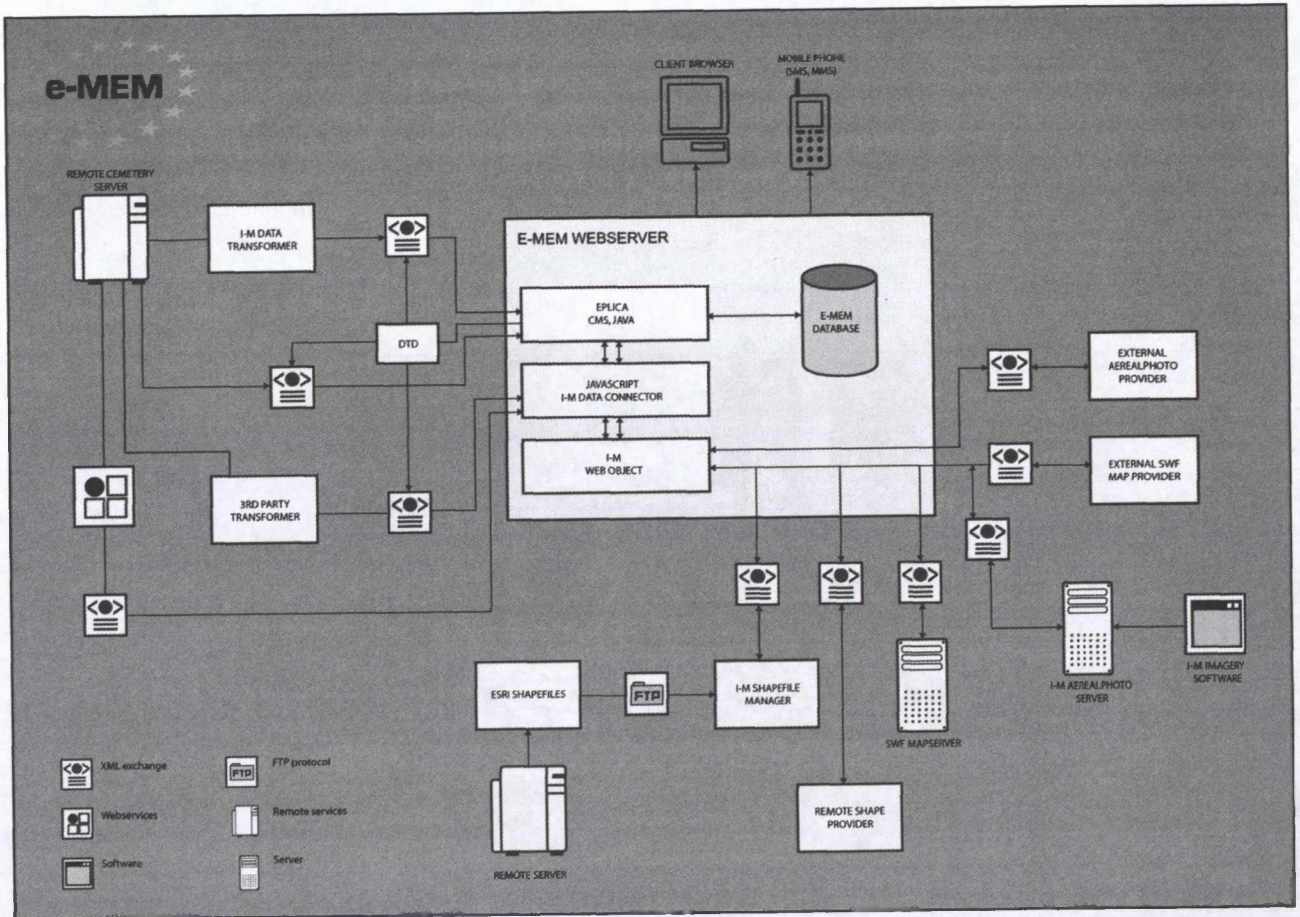 e-MEM
CLIENT BROWSER
MOBILE PHONE
(SMS, MMS)
REMOTE CEMETERY
SERVER
I-M DATA
TRANSFORMER
E-MEM WEBSERVER
EPLICA
CMS, JAVA
E-MEM
DATABASE
DTD
JAVASCRIPT
I-M DATA CONNECTOR
I-M
WEB OBJECT
EXTERNAL
AEREALPHOTO
PROVIDER
EXTERNAL SWF
MAP PROVIDER
3RD PARTY
TRANSFORMER
ESRI SHAPEFILES
FTP
I-M SHAPEFILE
MANAGER
SWF MAPSERVER
I-M AEREALPHOTO
SERVER
I-M IMAGERY
SOFTWARE
REMOTE SHAPE
PROVIDER
REMOTE SERVER
XML exchange
FTP
FTP protocol
Webservices
Remote services
Software
Server